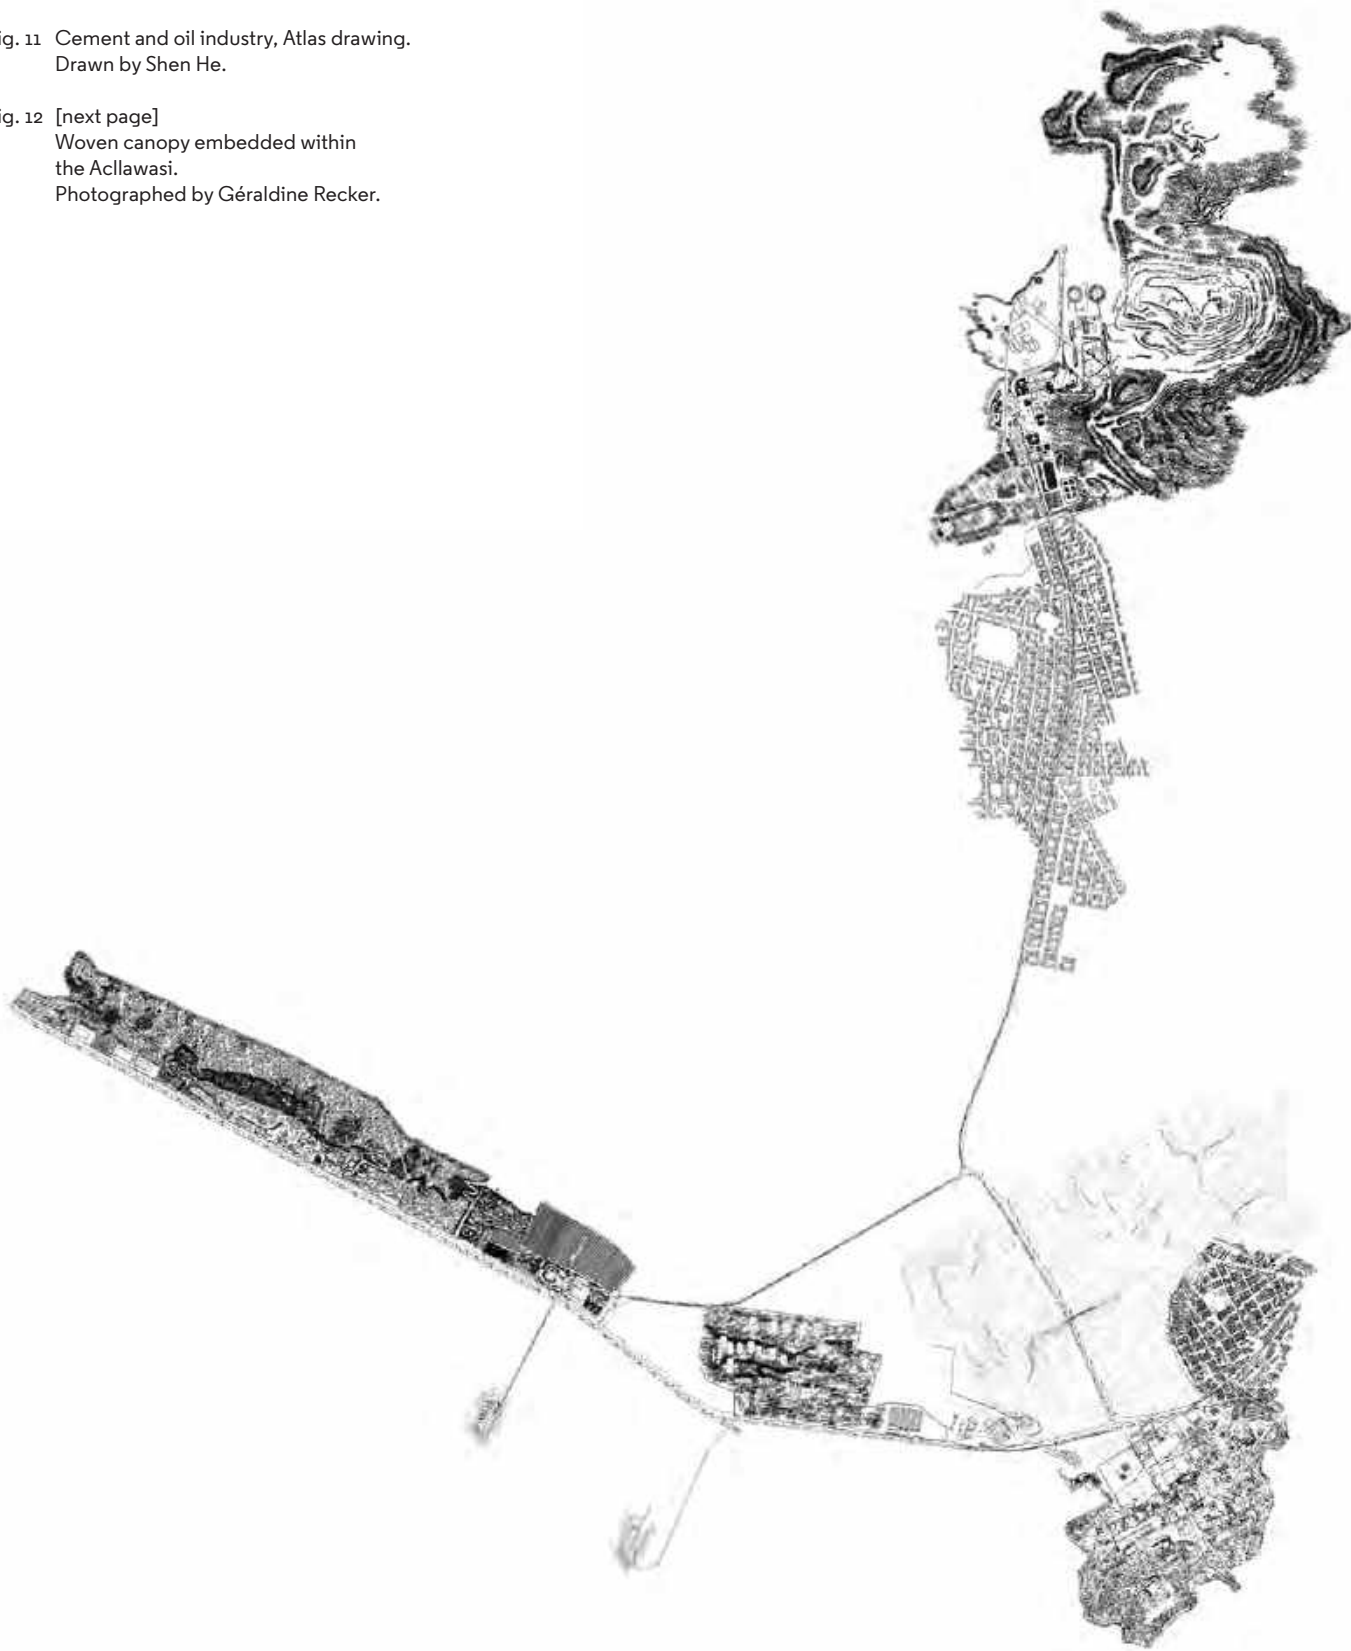 ig. 11 Cement and oil industry, Atlas drawing.
Drawn by Shen He.
ig. 12 [next page]
Woven canopy embedded within
the Acllawasi.
Photographed by Géraldine Recker.